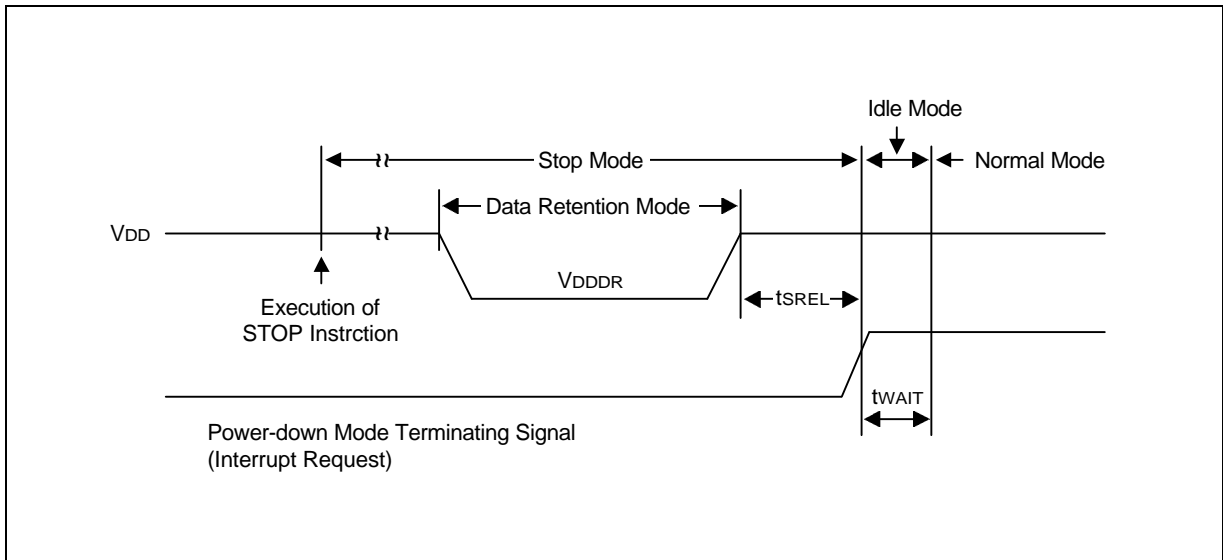 Idle Mode
Stop Mode
Normal Mode
Data Retention Mode
VDD
VDDDR
Execution of
STOP Instrction
tSREL
tWAIT
Power-down Mode Terminating Signal
(Interrupt Request)